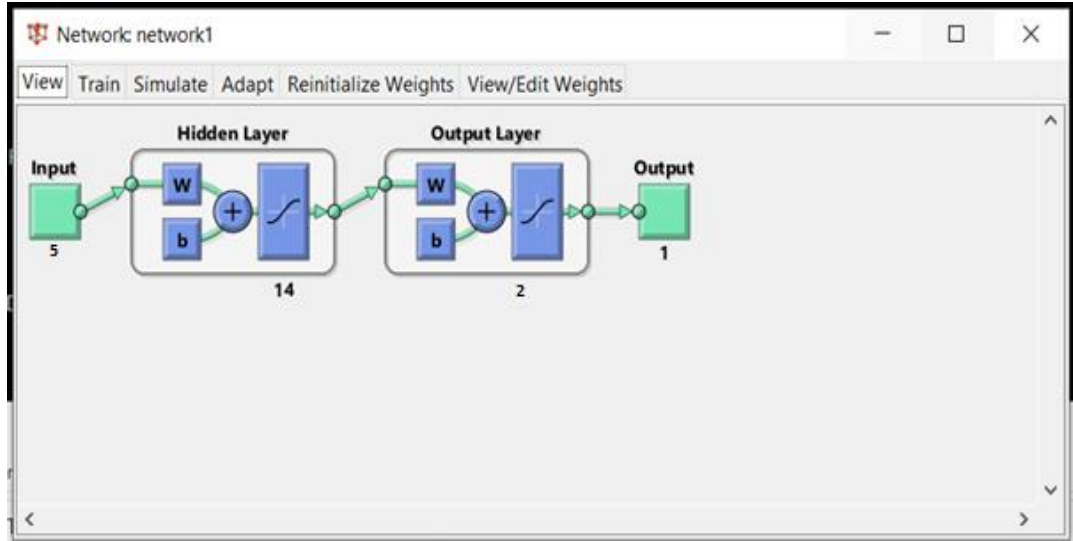 Network: network1
View Train Simulate Adapt Reinitialize Weights View/Edit Weights
Hidden Layer Output Layer
Input Output
W W
b b
5 1
14 2